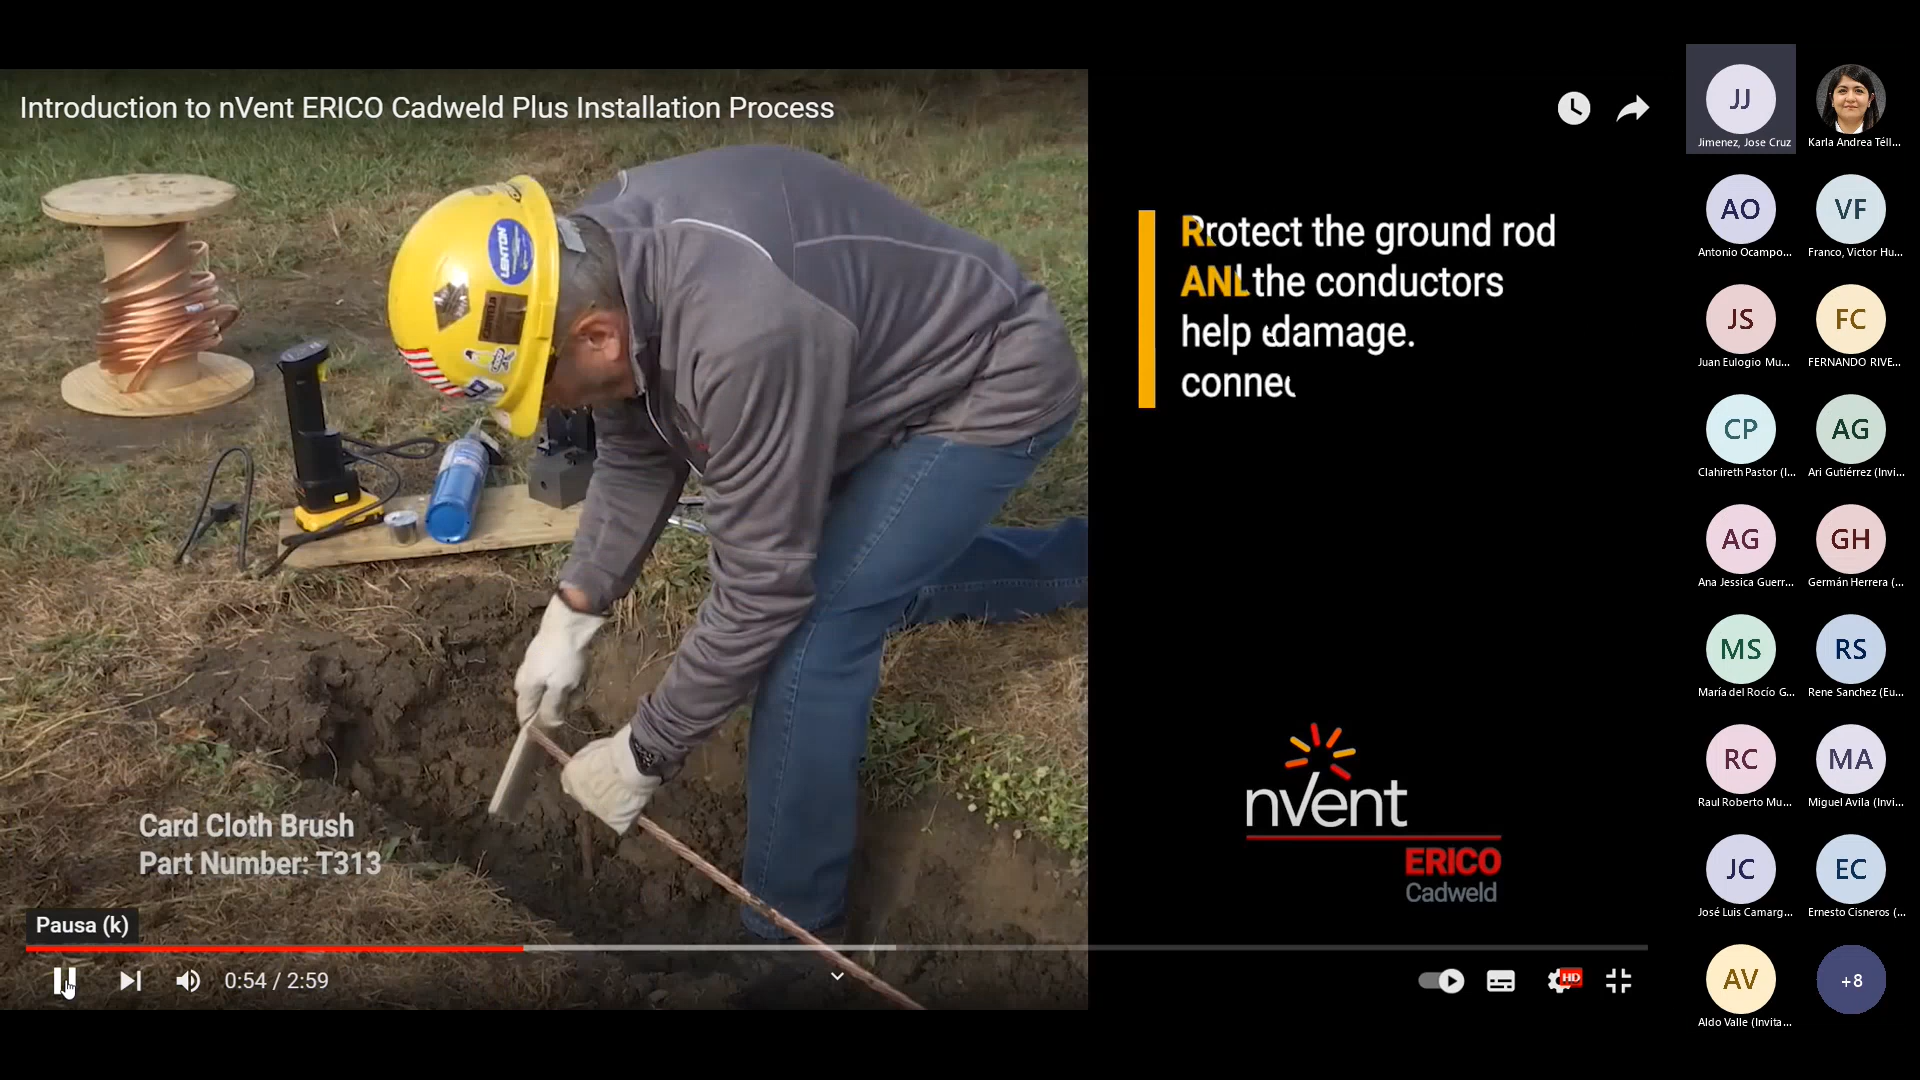 Introduction to nVent ERICO Cadweld Plus Installation Process
LENTON
Protect the ground rod
the conductors
help damage.
nVent
ERICO
Cadweld
Card Cloth Brush
Part Number: T313
Pausa (k)
0:54 / 2:59
HD
JJ
Jimenez, Jose Cruz
Karla Andrea Téll...
AO
Antonio Ocampo...
VF
Franco, Victor Hu...
JS
Juan Eulogio Mu...
FC
FERNANDO RIVE...
CP
Clahireth Pastor (I...
AG
Ari Gutiérrez (Invi...
AG
Ana Jessica Guerr...
GH
Germán Herrera (...
MS
María del Rocío G...
RS
Rene Sanchez (Eu...
RC
Raul Roberto Mu...
MA
Miguel Avila (Invi...
JC
José Luis Camarg...
EC
Ernesto Cisneros (...
AV
Aldo Valle (Invita...
+8